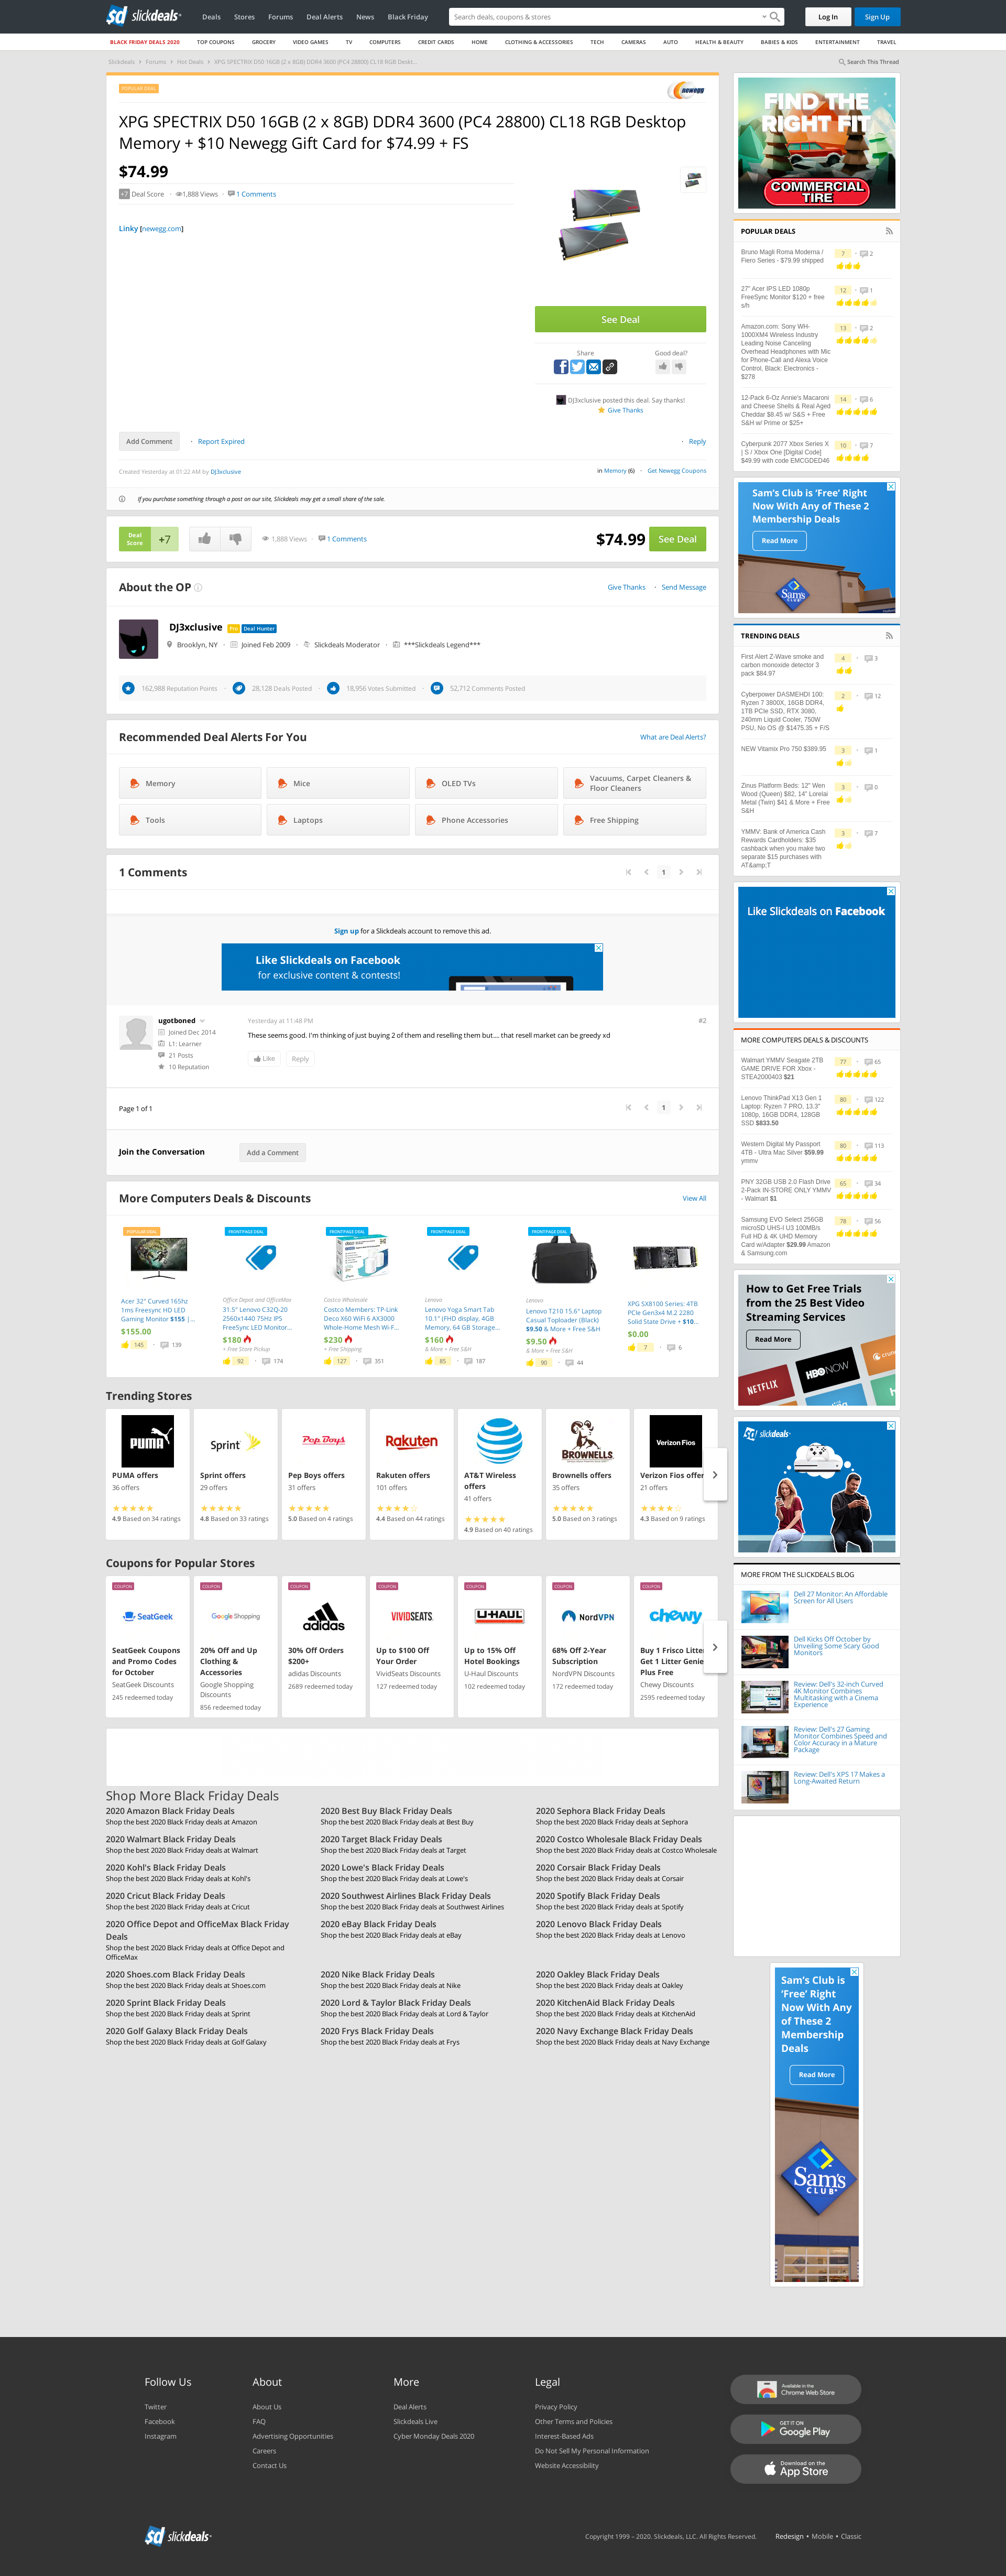 slickdeals
Deals Stores Forums Deal Alerts News Black Friday
Search deals, coupons & stores
Log In
Sign Up
BLACK FRIDAY DEALS 2020 TOP COUPONS GROCERY VIDEO GAMES TV COMPUTERS CREDIT CARDS HOME CLOTHING & ACCESSORIES TECH CAMERAS AUTO HEALTH & BEAUTY BABIES & KIDS ENTERTAINMENT TRAVEL
Slickdeals Forums Hot Deals XPG SPECTRIX D50 16GB (2 x 8GB) DDR4 3600 (PC4 28800) CL18 RGB Deskt...
Search This Thread
POPULAR DEAL
newegg
XPG SPECTRIX D50 16GB (2 x 8GB) DDR4 3600 (PC4 28800) CL18 RGB Desktop
Memory + $10 Newegg Gift Card for $74.99 + FS
$74.99
+7 Deal Score 1,888 Views 1 Comments
Linky [newegg.com]
See Deal
Share
Good deal?
DJ3xclusive posted this deal. Say thanks!
Give Thanks
Add Comment
Report Expired
Reply
Created Yesterday at 01:22 AM by DJ3xclusive
in Memory (6) Get Newegg Coupons
If you purchase something through a post on our site, Slickdeals may get a small share of the sale.
Deal Score +7
1,888 Views 1 Comments
$74.99
See Deal
About the OP
Give Thanks Send Message
DJ3xclusive Pro Deal Hunter
Brooklyn, NY Joined Feb 2009 Slickdeals Moderator ***Slickdeals Legend***
162,988 Reputation Points 28,128 Deals Posted 18,956 Votes Submitted 52,712 Comments Posted
Recommended Deal Alerts For You
What are Deal Alerts?
Memory
Mice
OLED TVs
Vacuums, Carpet Cleaners &
Floor Cleaners
Tools
Laptops
Phone Accessories
Free Shipping
1 Comments
1
Sign up for a Slickdeals account to remove this ad.
Like Slickdeals on Facebook
for exclusive content & contests!
ugotboned
Joined Dec 2014
L1: Learner
21 Posts
10 Reputation
Yesterday at 11:48 PM
#2
These seems good. I'm thinking of just buying 2 of them and reselling them but.... that resell market can be greedy xd
Like
Reply
Page 1 of 1
1
Join the Conversation
Add a Comment
More Computers Deals & Discounts
View All
POPULAR DEAL
Acer 32" Curved 165hz
1ms Freesync HD LED
Gaming Monitor $155 |...
$155.00
145 139
FRONTPAGE DEAL
Office Depot and OfficeMax
31.5" Lenovo C32Q-20
2560x1440 75Hz IPS
FreeSync LED Monitor...
$180
+ Free Store Pickup
92 174
FRONTPAGE DEAL
Costco Wholesale
Costco Members: TP-Link
Deco X60 WiFi 6 AX3000
Whole-Home Mesh Wi-F...
$230
+ Free Shipping
127 351
FRONTPAGE DEAL
Lenovo
Lenovo Yoga Smart Tab
10.1" (FHD display, 4GB
Memory, 64 GB Storage...
$160
& More + Free S&H
85 187
FRONTPAGE DEAL
Lenovo
Lenovo T210 15.6" Laptop
Casual Toploader (Black)
$9.50 & More + Free S&H
$9.50
& More + Free S&H
90 44
XPG SX8100 Series: 4TB
PCIe Gen3x4 M.2 2280
Solid State Drive + $10...
$0.00
7 6
Trending Stores
PUMA
PUMA offers
36 offers
4.9 Based on 34 ratings
Sprint
Sprint offers
29 offers
4.8 Based on 33 ratings
Pep Boys
Pep Boys offers
31 offers
5.0 Based on 4 ratings
Rakuten
Rakuten offers
101 offers
4.4 Based on 44 ratings
AT&T Wireless
offers
41 offers
4.9 Based on 40 ratings
BROWNELLS
Brownells offers
35 offers
5.0 Based on 3 ratings
Verizon Fios
Verizon Fios offer
21 offers
4.3 Based on 9 ratings
Coupons for Popular Stores
COUPON
SeatGeek
SeatGeek Coupons
and Promo Codes
for October
SeatGeek Discounts
245 redeemed today
COUPON
Google Shopping
20% Off and Up
Clothing &
Accessories
Google Shopping
Discounts
856 redeemed today
COUPON
adidas
30% Off Orders
$200+
adidas Discounts
2689 redeemed today
COUPON
VIVIDSEATS
Up to $100 Off
Your Order
VividSeats Discounts
127 redeemed today
COUPON
U-HAUL
Up to 15% Off
Hotel Bookings
U-Haul Discounts
102 redeemed today
COUPON
NordVPN
68% Off 2-Year
Subscription
NordVPN Discounts
172 redeemed today
COUPON
chewy
Buy 1 Frisco Litter
Get 1 Litter Genie
Plus Free
Chewy Discounts
2595 redeemed today
Shop More Black Friday Deals
2020 Amazon Black Friday Deals
Shop the best 2020 Black Friday deals at Amazon
2020 Best Buy Black Friday Deals
Shop the best 2020 Black Friday deals at Best Buy
2020 Sephora Black Friday Deals
Shop the best 2020 Black Friday deals at Sephora
2020 Walmart Black Friday Deals
Shop the best 2020 Black Friday deals at Walmart
2020 Target Black Friday Deals
Shop the best 2020 Black Friday deals at Target
2020 Costco Wholesale Black Friday Deals
Shop the best 2020 Black Friday deals at Costco Wholesale
2020 Kohl's Black Friday Deals
Shop the best 2020 Black Friday deals at Kohl's
2020 Lowe's Black Friday Deals
Shop the best 2020 Black Friday deals at Lowe's
2020 Corsair Black Friday Deals
Shop the best 2020 Black Friday deals at Corsair
2020 Cricut Black Friday Deals
Shop the best 2020 Black Friday deals at Cricut
2020 Southwest Airlines Black Friday Deals
Shop the best 2020 Black Friday deals at Southwest Airlines
2020 Spotify Black Friday Deals
Shop the best 2020 Black Friday deals at Spotify
2020 Office Depot and OfficeMax Black Friday
Deals
Shop the best 2020 Black Friday deals at Office Depot and
OfficeMax
2020 eBay Black Friday Deals
Shop the best 2020 Black Friday deals at eBay
2020 Lenovo Black Friday Deals
Shop the best 2020 Black Friday deals at Lenovo
2020 Shoes.com Black Friday Deals
Shop the best 2020 Black Friday deals at Shoes.com
2020 Nike Black Friday Deals
Shop the best 2020 Black Friday deals at Nike
2020 Oakley Black Friday Deals
Shop the best 2020 Black Friday deals at Oakley
2020 Sprint Black Friday Deals
Shop the best 2020 Black Friday deals at Sprint
2020 Lord & Taylor Black Friday Deals
Shop the best 2020 Black Friday deals at Lord & Taylor
2020 KitchenAid Black Friday Deals
Shop the best 2020 Black Friday deals at KitchenAid
2020 Golf Galaxy Black Friday Deals
Shop the best 2020 Black Friday deals at Golf Galaxy
2020 Frys Black Friday Deals
Shop the best 2020 Black Friday deals at Frys
2020 Navy Exchange Black Friday Deals
Shop the best 2020 Black Friday deals at Navy Exchange
FIND THE
RIGHT FIT
COMMERCIAL
TIRE
POPULAR DEALS
Bruno Magli Roma Moderna /
Fiero Series - $79.99 shipped
7 2
27" Acer IPS LED 1080p
FreeSync Monitor $120 + free
s/h
12 1
Amazon.com: Sony WH-
1000XM4 Wireless Industry
Leading Noise Canceling
Overhead Headphones with Mic
for Phone-Call and Alexa Voice
Control, Black: Electronics -
$278
13 2
12-Pack 6-Oz Annie's Macaroni
and Cheese Shells & Real Aged
Cheddar $8.45 w/ S&S + Free
S&H w/ Prime or $25+
14 6
Cyberpunk 2077 Xbox Series X
| S / Xbox One [Digital Code]
$49.99 with code EMCGDED46
10 7
Sam's Club is 'Free' Right
Now With Any of These 2
Membership Deals
Read More
Sam's
CLUB
TRENDING DEALS
First Alert Z-Wave smoke and
carbon monoxide detector 3
pack $84.97
4 3
Cyberpower DASMEHDI 100:
Ryzen 7 3800X, 16GB DDR4,
1TB PCIe SSD, RTX 3080,
240mm Liquid Cooler, 750W
PSU, No OS @ $1475.35 + F/S
2 12
NEW Vitamix Pro 750 $389.95
3 1
Zinus Platform Beds: 12" Wen
Wood (Queen) $82, 14" Lorelai
Metal (Twin) $41 & More + Free
S&H
3 0
YMMV: Bank of America Cash
Rewards Cardholders: $35
cashback when you make two
separate $15 purchases with
AT&amp;T
3 7
Like Slickdeals on Facebook
MORE COMPUTERS DEALS & DISCOUNTS
Walmart YMMV Seagate 2TB
GAME DRIVE FOR Xbox -
STEA2000403 $21
77 65
Lenovo ThinkPad X13 Gen 1
Laptop: Ryzen 7 PRO, 13.3"
1080p, 16GB DDR4, 128GB
SSD $833.50
80 122
Western Digital My Passport
4TB - Ultra Mac Silver $59.99
ymmv
80 113
PNY 32GB USB 2.0 Flash Drive
2-Pack IN-STORE ONLY YMMV
- Walmart $1
65 34
Samsung EVO Select 256GB
microSD UHS-I U3 100MB/s
Full HD & 4K UHD Memory
Card w/Adapter $29.99 Amazon
& Samsung.com
78 56
How to Get Free Trials
from the 25 Best Video
Streaming Services
Read More
NETFLIX
HBO NOW
slickdeals
MORE FROM THE SLICKDEALS BLOG
Dell 27 Monitor: An Affordable
Screen for All Users
Dell Kicks Off October by
Unveiling Some Scary Good
Monitors
Review: Dell's 32-inch Curved
4K Monitor Combines
Multitasking with a Cinema
Experience
Review: Dell's 27 Gaming
Monitor Combines Speed and
Color Accuracy in a Mature
Package
Review: Dell's XPS 17 Makes a
Long-Awaited Return
Sam's Club is
'Free' Right
Now With Any
of These 2
Membership
Deals
Read More
Sam's
CLUB
Follow Us
Twitter
Facebook
Instagram
About
About Us
FAQ
Advertising Opportunities
Careers
Contact Us
More
Deal Alerts
Slickdeals Live
Cyber Monday Deals 2020
Legal
Privacy Policy
Other Terms and Policies
Interest-Based Ads
Do Not Sell My Personal Information
Website Accessibility
Available in the
Chrome Web Store
GET IT ON
Google Play
Download on the
App Store
slickdeals
Copyright 1999 – 2020. Slickdeals, LLC. All Rights Reserved.
Redesign • Mobile • Classic